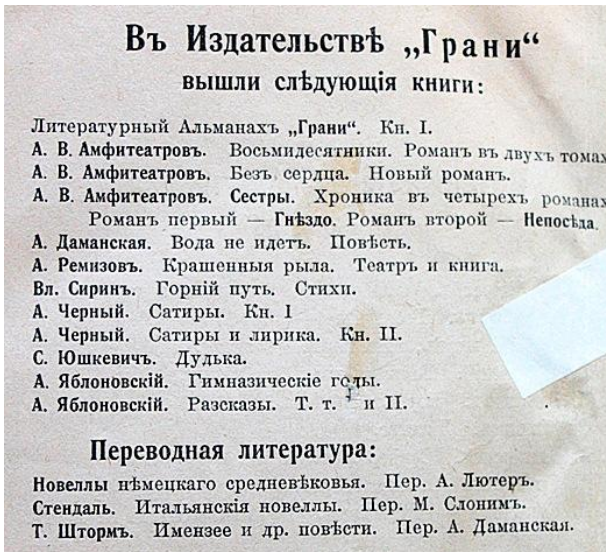 Въ Издательствѣ „Грани“
вышли слѣдующія книги:
Литературный Альманахъ „Грани“. Кн. I.
А. В. Амфитеатровъ. Восьмидесятники. Романъ въ двухъ томах
А. В. Амфитеатровъ. Безъ сердца. Новый романъ.
А. В. Амфитеатровъ. Сестры. Хроника въ четырехъ романах
Романъ первый — Гнѣздо. Романъ второй — Непосѣда.
А. Даманская. Вода не идетъ. Повѣсть.
А. Ремизовъ. Крашенныя рыла. Театръ и книга.
Вл. Сиринъ. Горній путь. Стихи.
А. Черный. Сатиры. Кн. I
А. Черный. Сатиры и лирика. Кн. II.
С. Юшкевичъ. Дудька.
А. Яблоновскій. Гимназическіе годы.
А. Яблоновскій. Разсказы. Т. т. I и II.
Переводная литература:
Новеллы нѣмецкаго средневѣковья. Пер. А. Лютеръ.
Стендаль. Итальянскія новеллы. Пер. М. Слонимъ.
Т. Штормъ. Имензее и др. повѣсти. Пер. А. Даманская.